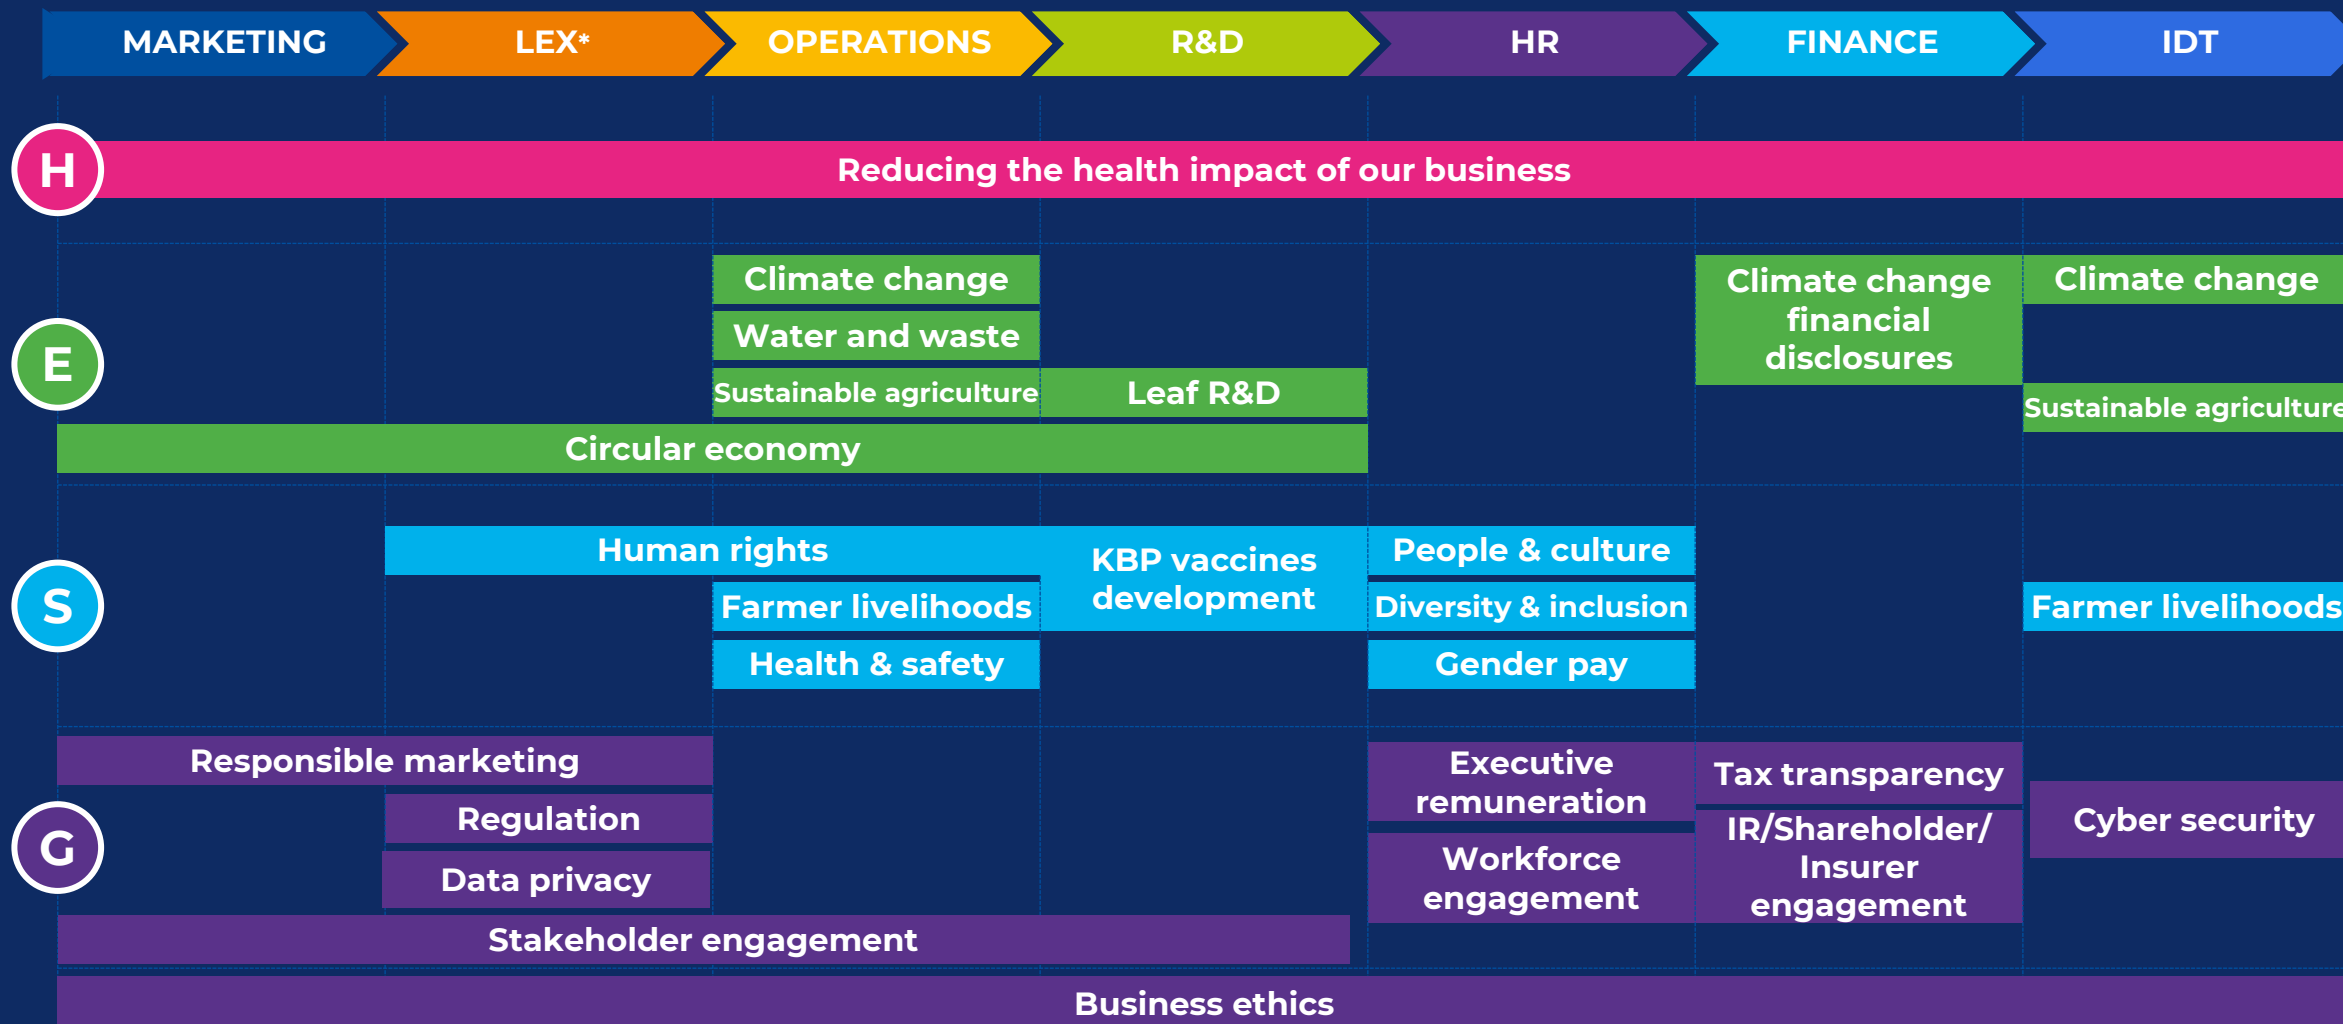 MARKETING
LEX*
OPERATIONS
R&D
HR
FINANCE
IDT
H
Reducing the health impact of our business
E
Climate change
Water and waste
Sustainable agriculture
Leaf R&D
Circular economy
Climate change
financial
disclosures
Climate change
Sustainable agriculture
S
Human rights
Farmer livelihoods
Health & safety
KBP vaccines
development
People & culture
Diversity & inclusion
Gender pay
Farmer livelihoods
G
Responsible marketing
Regulation
Data privacy
Stakeholder engagement
Executive
remuneration
Workforce
engagement
Tax transparency
IR/Shareholder/
Insurer
engagement
Cyber security
Business ethics